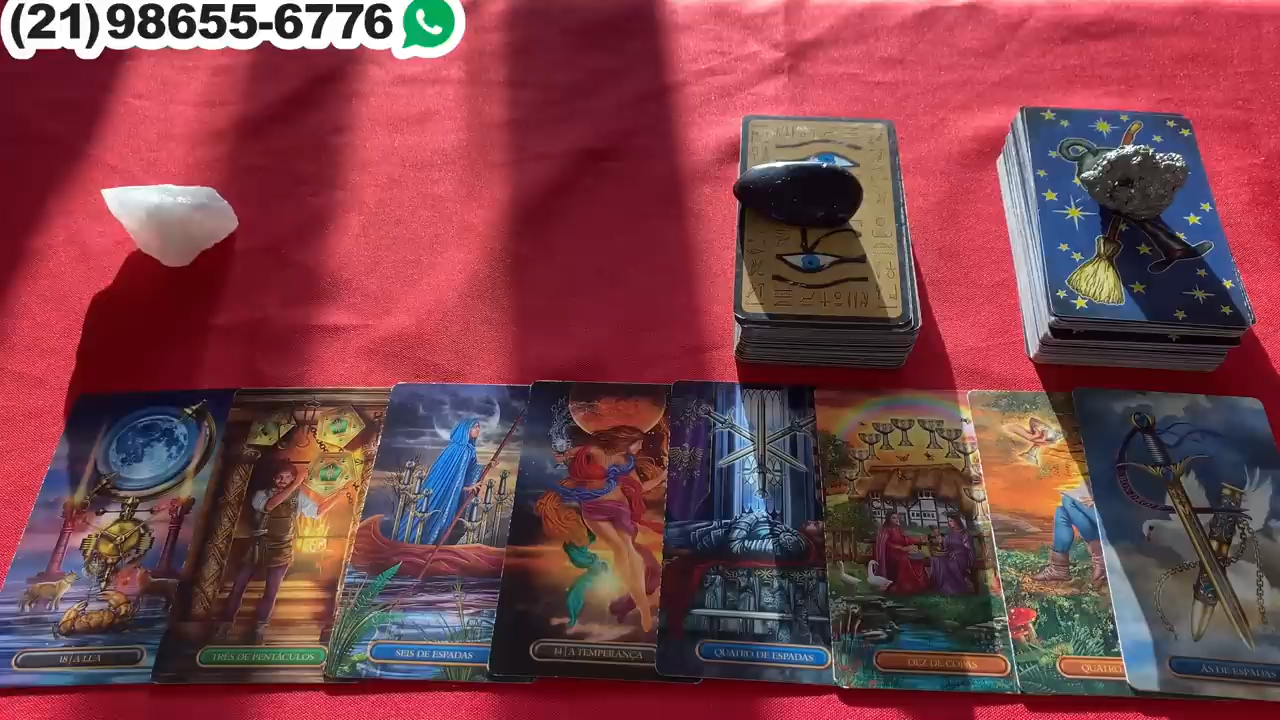 (21)98655-6776
18 | A LUA
TRÊS DE PENTÁCULOS
SEIS DE ESPADAS
14 | A TEMPERANÇA
QUATRO DE ESPADAS
DEZ DE COPAS
QUATRO
ÁS DE ESPADAS